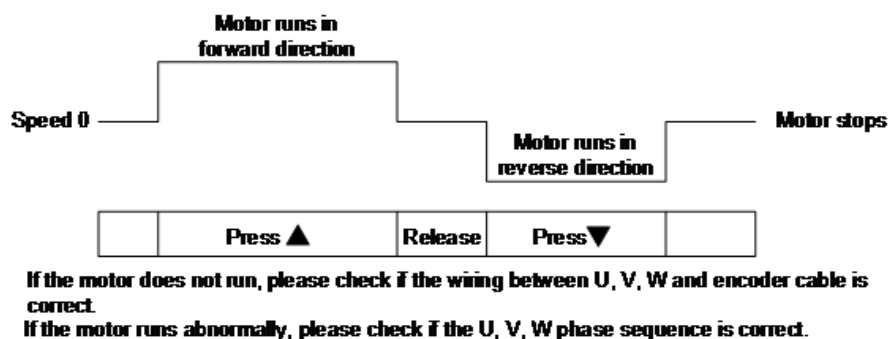 Motor runs in
forward direction
Speed 0
Motor stops
Motor runs in
reverse direction
Press ▲
Release
Press▼
If the motor does not run, please check if the wiring between U, V, W and encoder cable is
correct.
If the motor runs abnormally, please check if the U, V, W phase sequence is correct.